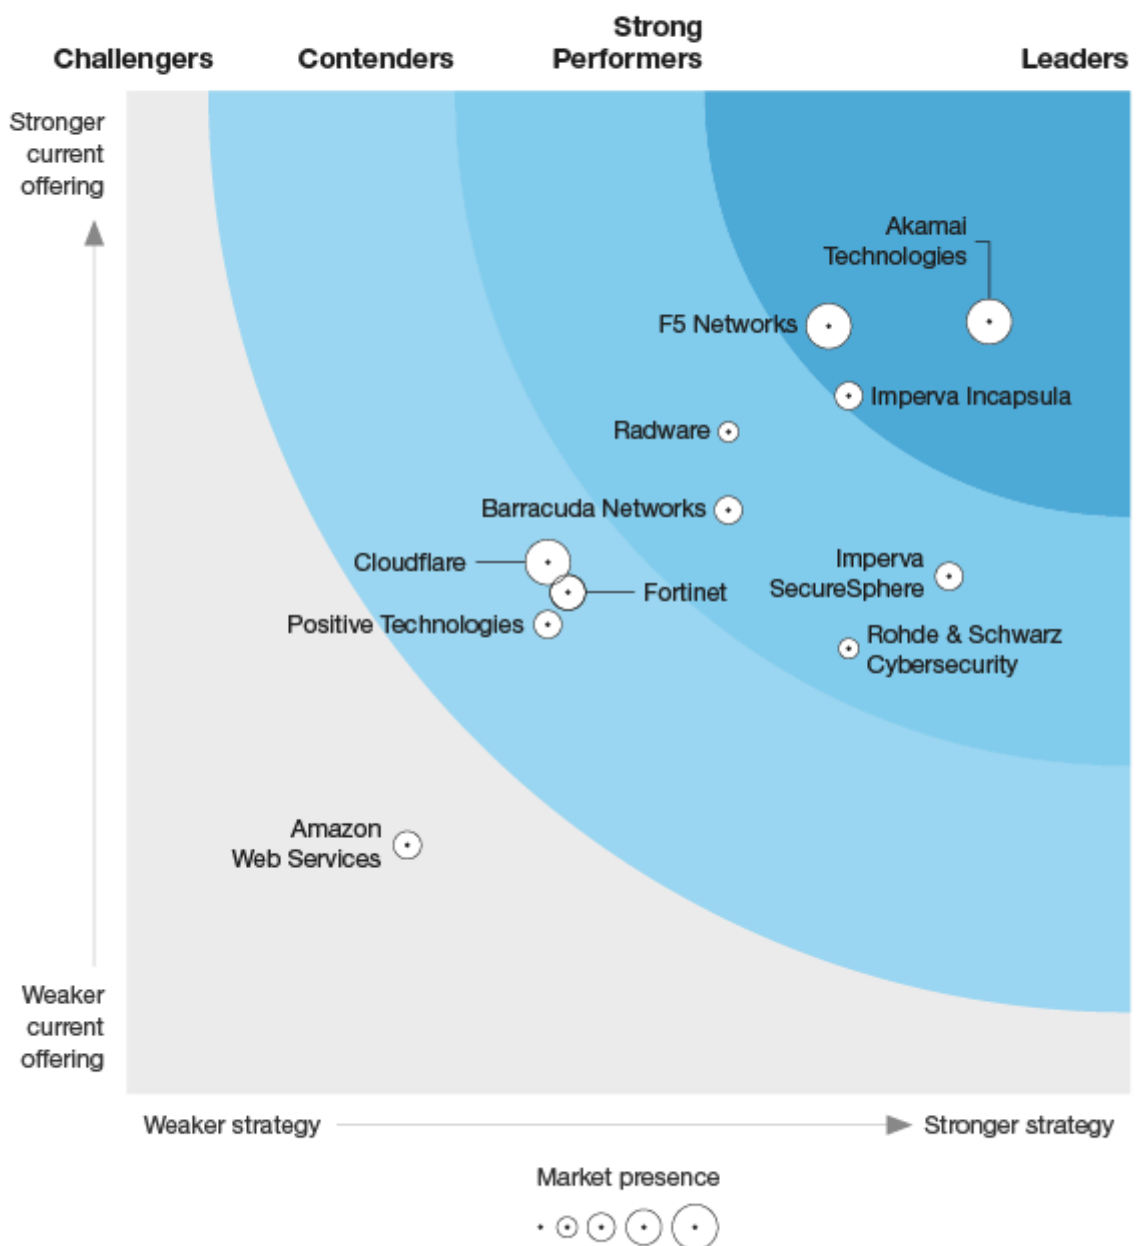 Challengers
Contenders
Strong
Performers
Leaders
Stronger
current
offering
Akamai
Technologies
F5 Networks
Imperva Incapsula
Radware
Barracuda Networks
Cloudflare
Imperva
SecureSphere
Fortinet
Positive Technologies
Rohde & Schwarz
Cybersecurity
Amazon
Web Services
Weaker
current
offering
Weaker strategy
Stronger strategy
Market presence